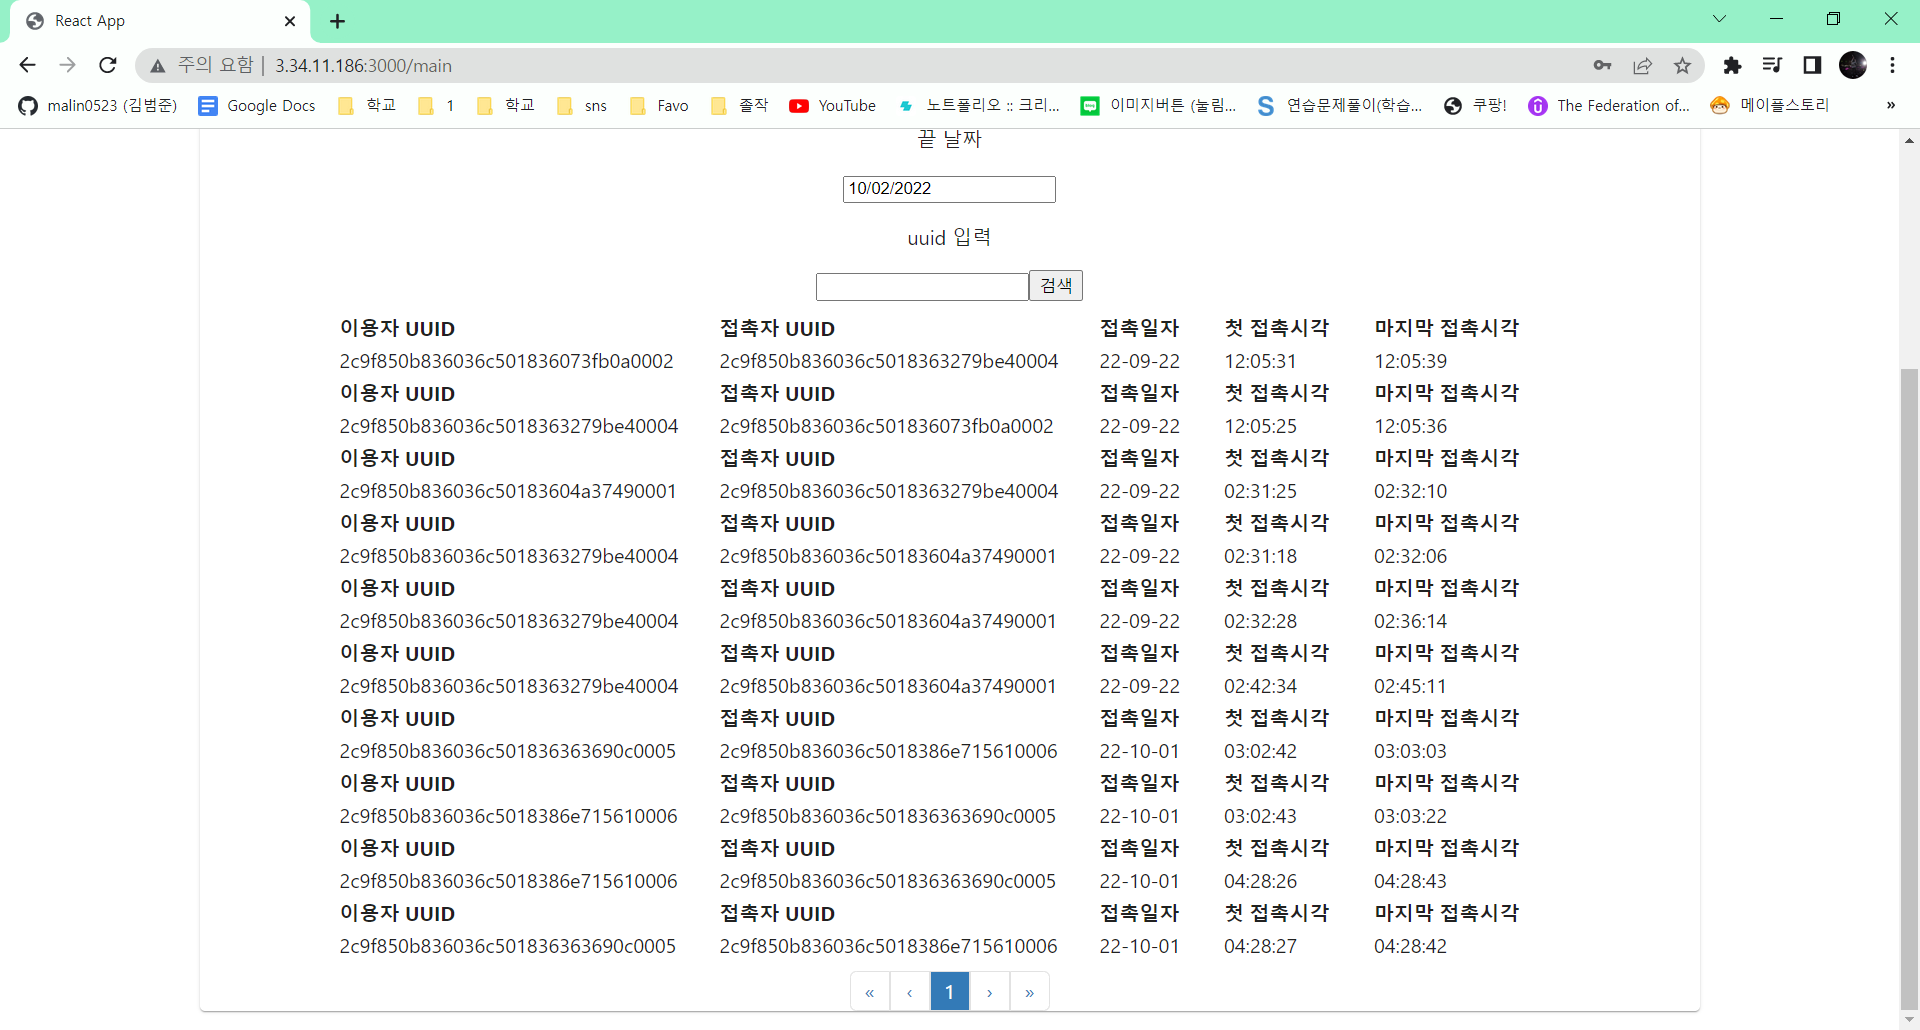 React App
주의 요함 | 3.34.11.186:3000/main
malin0523 (김범준) Google Docs 학교 1 학교 sns Favo 졸작 YouTube 노트폴리오 :: 크리... 이미지버튼 (눌림... 연습문제풀이(학습... 쿠팡! The Federation of... 메이플스토리 »
끝 날짜
10/02/2022
uuid 입력
검색
이용자 UUID 접촉자 UUID 접촉일자 첫 접촉시각 마지막 접촉시각
2c9f850b836036c501836073fb0a0002 2c9f850b836036c5018363279be40004 22-09-22 12:05:31 12:05:39
이용자 UUID 접촉자 UUID 접촉일자 첫 접촉시각 마지막 접촉시각
2c9f850b836036c5018363279be40004 2c9f850b836036c501836073fb0a0002 22-09-22 12:05:25 12:05:36
이용자 UUID 접촉자 UUID 접촉일자 첫 접촉시각 마지막 접촉시각
2c9f850b836036c50183604a37490001 2c9f850b836036c5018363279be40004 22-09-22 02:31:25 02:32:10
이용자 UUID 접촉자 UUID 접촉일자 첫 접촉시각 마지막 접촉시각
2c9f850b836036c5018363279be40004 2c9f850b836036c50183604a37490001 22-09-22 02:31:18 02:32:06
이용자 UUID 접촉자 UUID 접촉일자 첫 접촉시각 마지막 접촉시각
2c9f850b836036c5018363279be40004 2c9f850b836036c50183604a37490001 22-09-22 02:32:28 02:36:14
이용자 UUID 접촉자 UUID 접촉일자 첫 접촉시각 마지막 접촉시각
2c9f850b836036c5018363279be40004 2c9f850b836036c50183604a37490001 22-09-22 02:42:34 02:45:11
이용자 UUID 접촉자 UUID 접촉일자 첫 접촉시각 마지막 접촉시각
2c9f850b836036c501836363690c0005 2c9f850b836036c5018386e715610006 22-10-01 03:02:42 03:03:03
이용자 UUID 접촉자 UUID 접촉일자 첫 접촉시각 마지막 접촉시각
2c9f850b836036c5018386e715610006 2c9f850b836036c501836363690c0005 22-10-01 03:02:43 03:03:22
이용자 UUID 접촉자 UUID 접촉일자 첫 접촉시각 마지막 접촉시각
2c9f850b836036c5018386e715610006 2c9f850b836036c501836363690c0005 22-10-01 04:28:26 04:28:43
이용자 UUID 접촉자 UUID 접촉일자 첫 접촉시각 마지막 접촉시각
2c9f850b836036c501836363690c0005 2c9f850b836036c5018386e715610006 22-10-01 04:28:27 04:28:42
« ‹ 1 › »